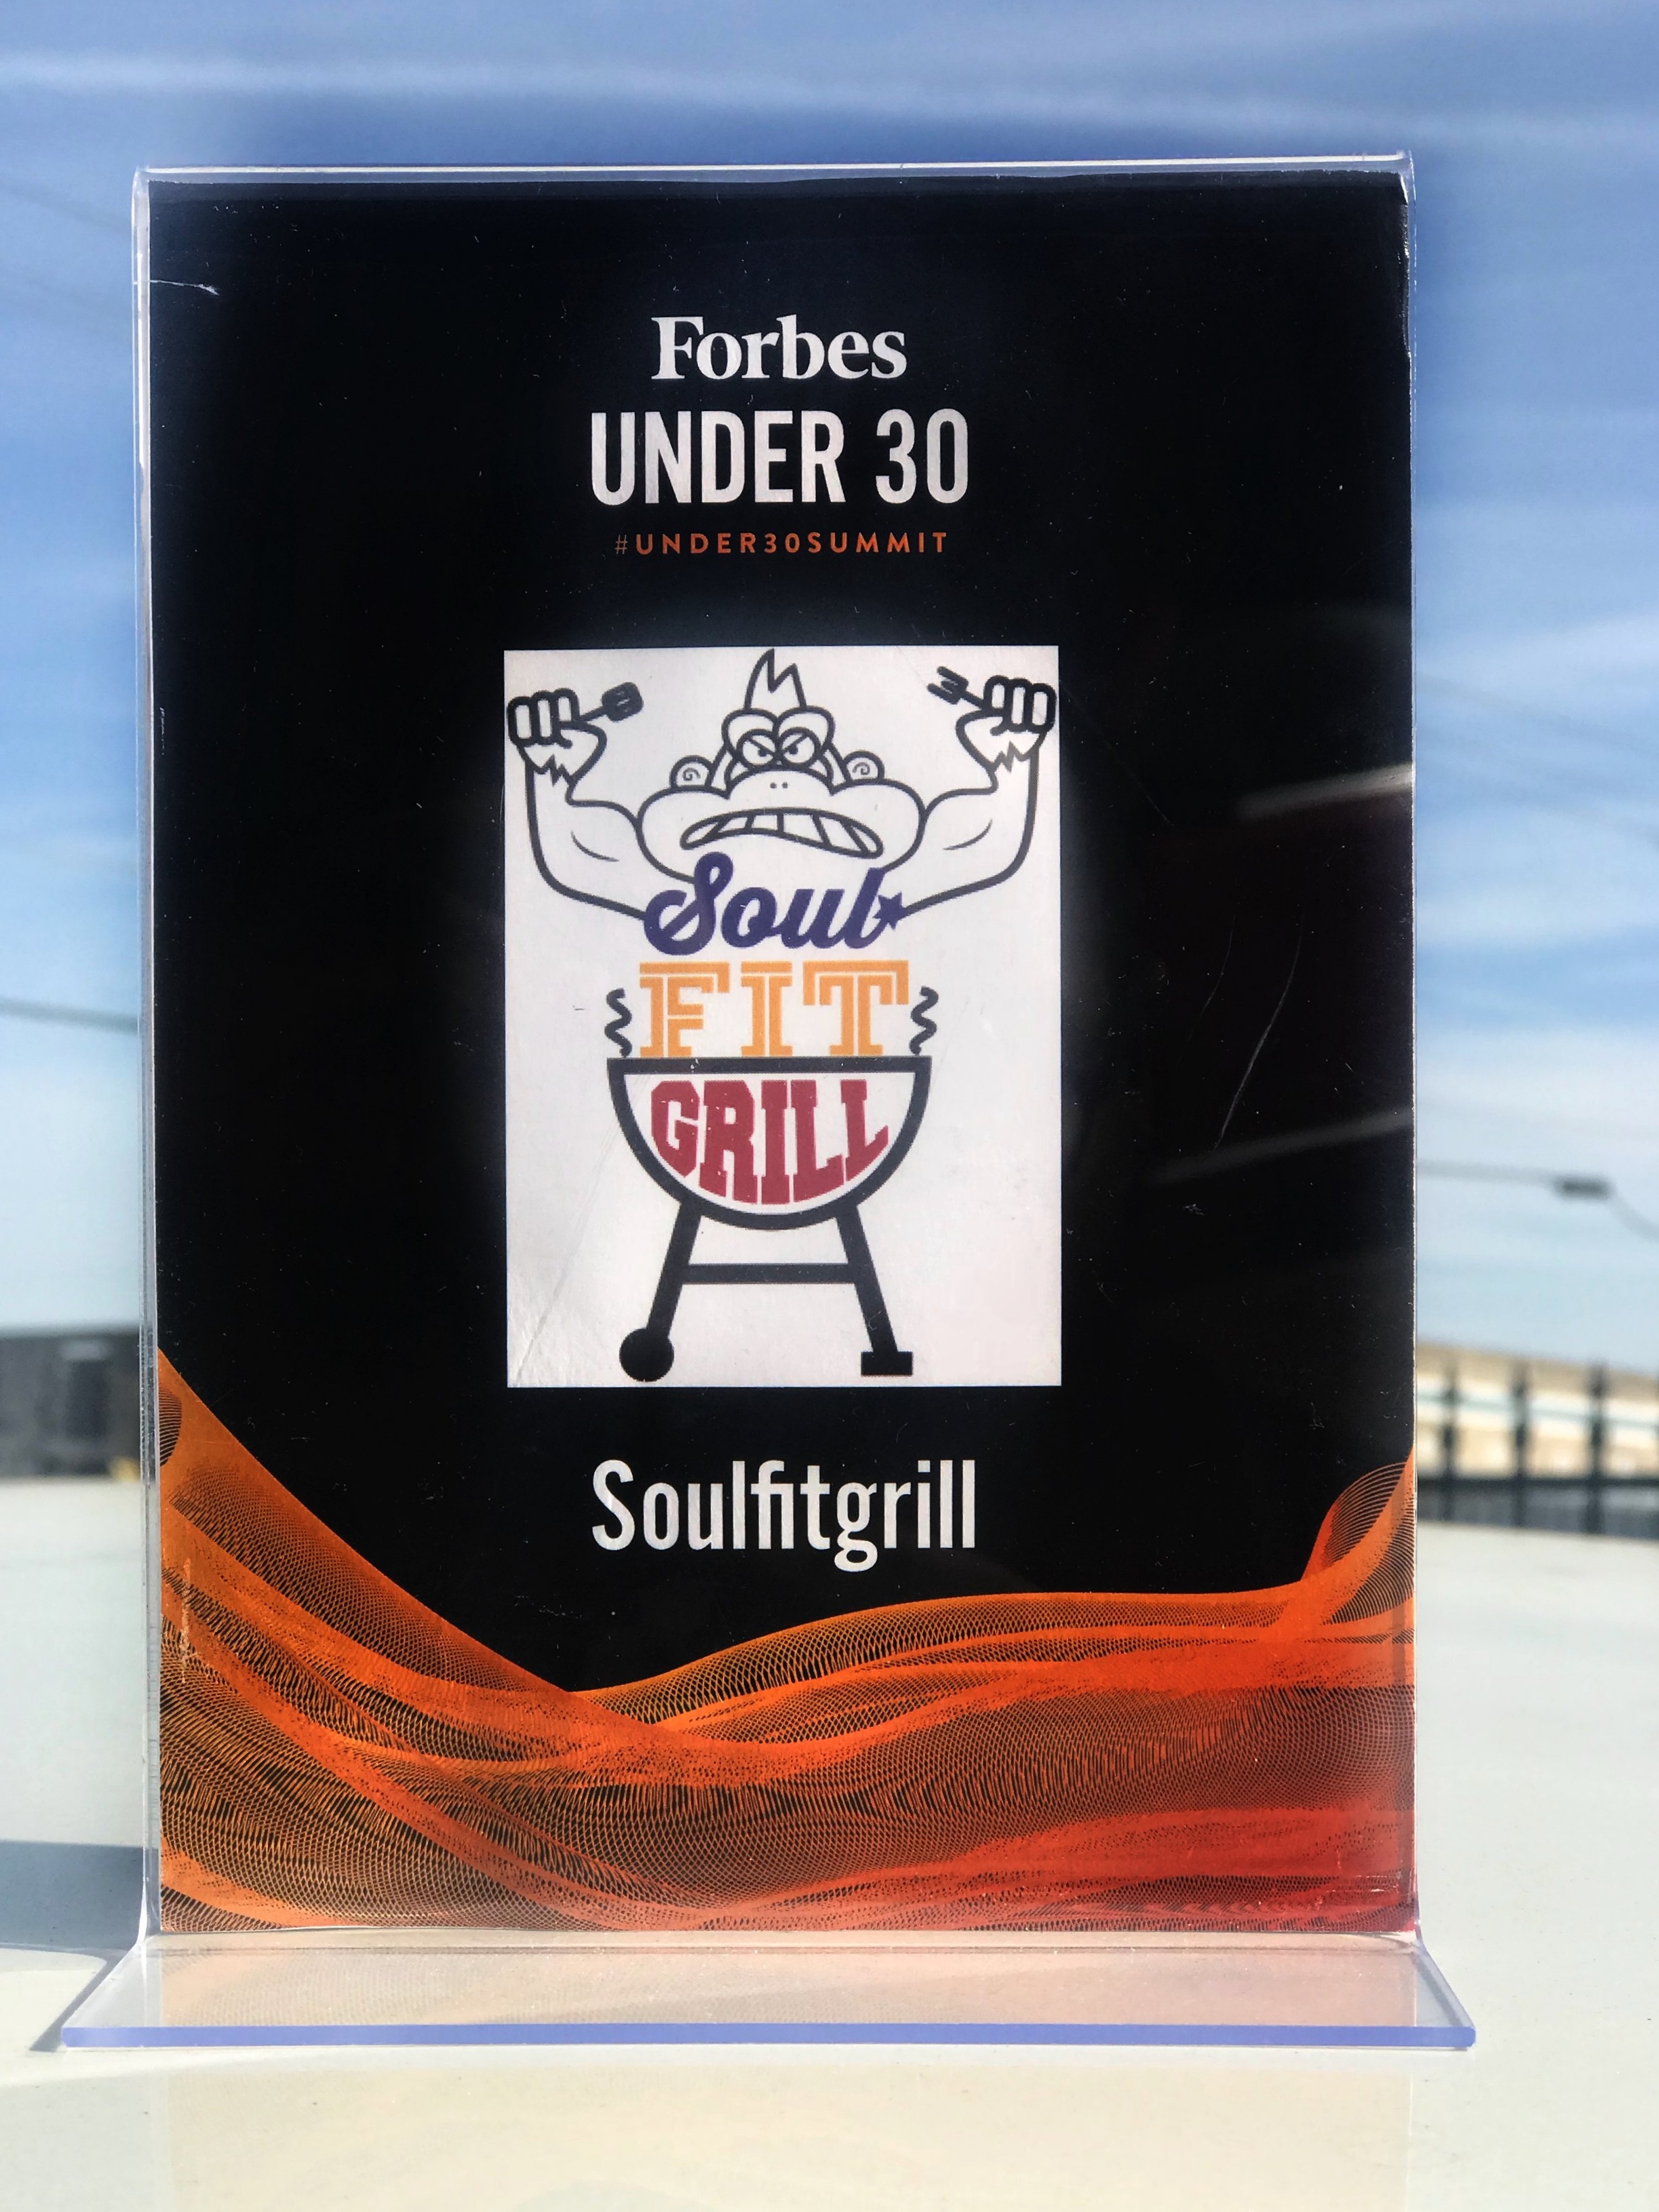 Forbes
UNDER 30
#UNDER30SUMMIT
Soul
FIT
GRILL
Soulfitgrill